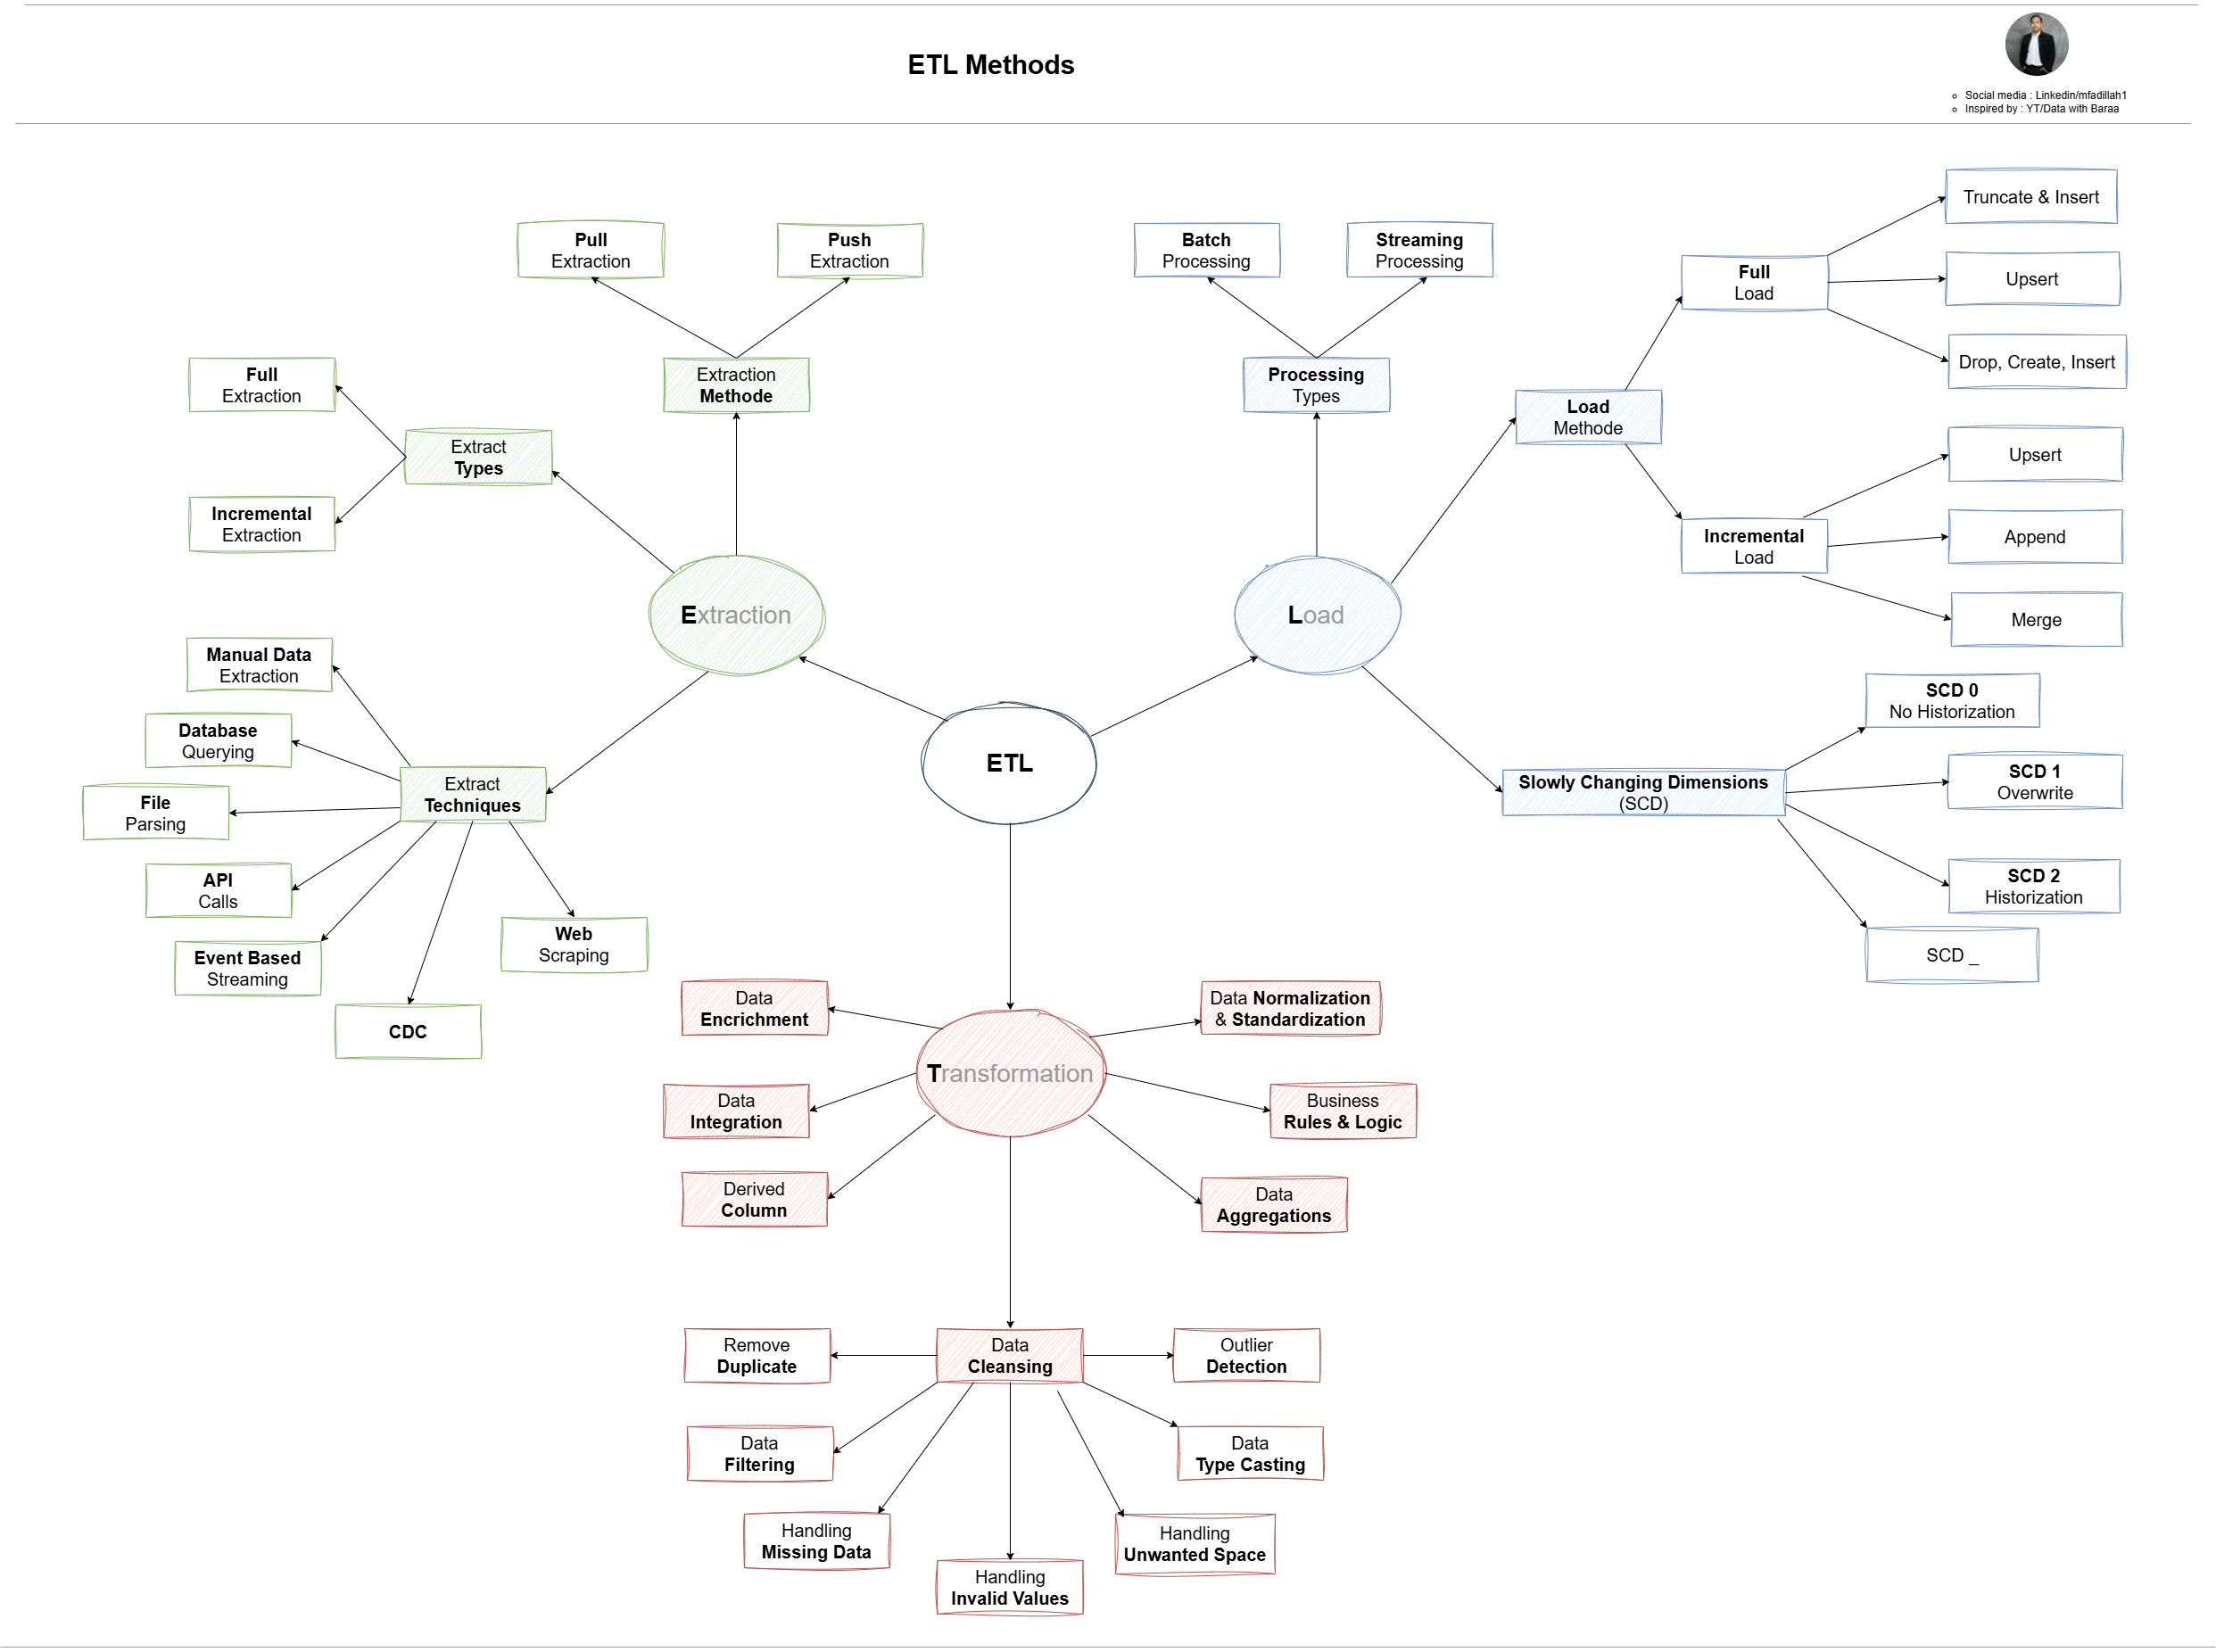 ETL Methods
Social media : Linkedin/mfadillah1
Inspired by : YT/Data with Baraa
Pull
Extraction
Push
Extraction
Extraction
Methode
Full
Extraction
Extract
Types
Incremental
Extraction
Extraction
Manual Data
Extraction
Database
Querying
File
Parsing
API
Calls
Event Based
Streaming
CDC
Web
Scraping
Extract
Techniques
Batch
Processing
Streaming
Processing
Processing
Types
Load
Load
Methode
Full
Load
Truncate & Insert
Upsert
Drop, Create, Insert
Incremental
Load
Upsert
Append
Merge
Slowly Changing Dimensions
(SCD)
SCD 0
No Historization
SCD 1
Overwrite
SCD 2
Historization
SCD _
ETL
Transformation
Data
Encrichment
Data
Integration
Derived
Column
Data Normalization
& Standardization
Business
Rules & Logic
Data
Aggregations
Data
Cleansing
Remove
Duplicate
Data
Filtering
Handling
Missing Data
Handling
Invalid Values
Handling
Unwanted Space
Data
Type Casting
Outlier
Detection